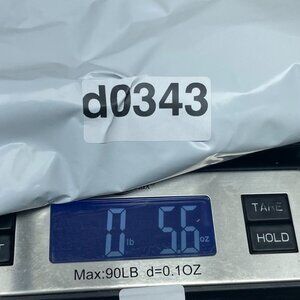 d0343
TARE
0 lb 5.6 oz
HOLD
Max:90LB d=0.1OZ